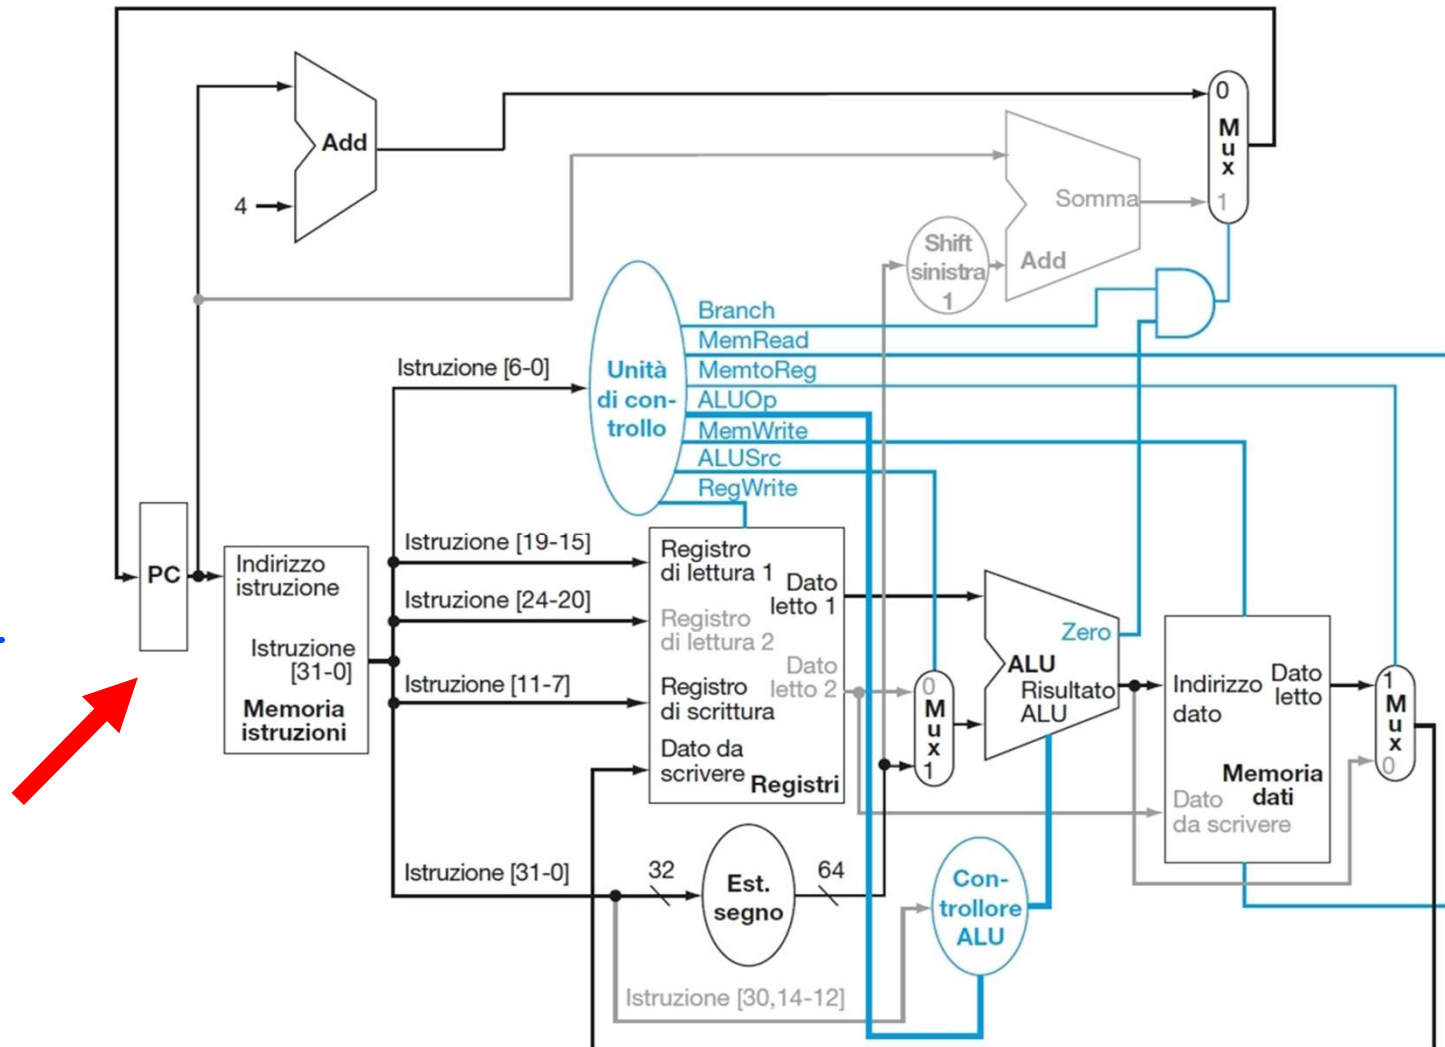 0
M
u
x
1
Add
4
Somma
Add
Shift
sinistra
1
Branch
MemRead
MemtoReg
ALUOp
MemWrite
ALUSrc
RegWrite
Unità
di con-
trollo
Istruzione [6-0]
PC
Indirizzo
istruzione
Istruzione
[31-0]
Memoria
istruzioni
Istruzione [19-15]
Istruzione [24-20]
Istruzione [11-7]
Istruzione [31-0]
Registro
di lettura 1
Registro
di lettura 2
Registro
di scrittura
Dato da
scrivere
Registri
Dato
letto 1
Dato
letto 2
0
M
u
x
1
Zero
ALU
Risultato
ALU
Indirizzo
dato
Dato
letto
Memoria
dati
Dato
da scrivere
1
M
u
x
0
32
Est.
segno
64
Con-
trollore
ALU
Istruzione [30,14-12]